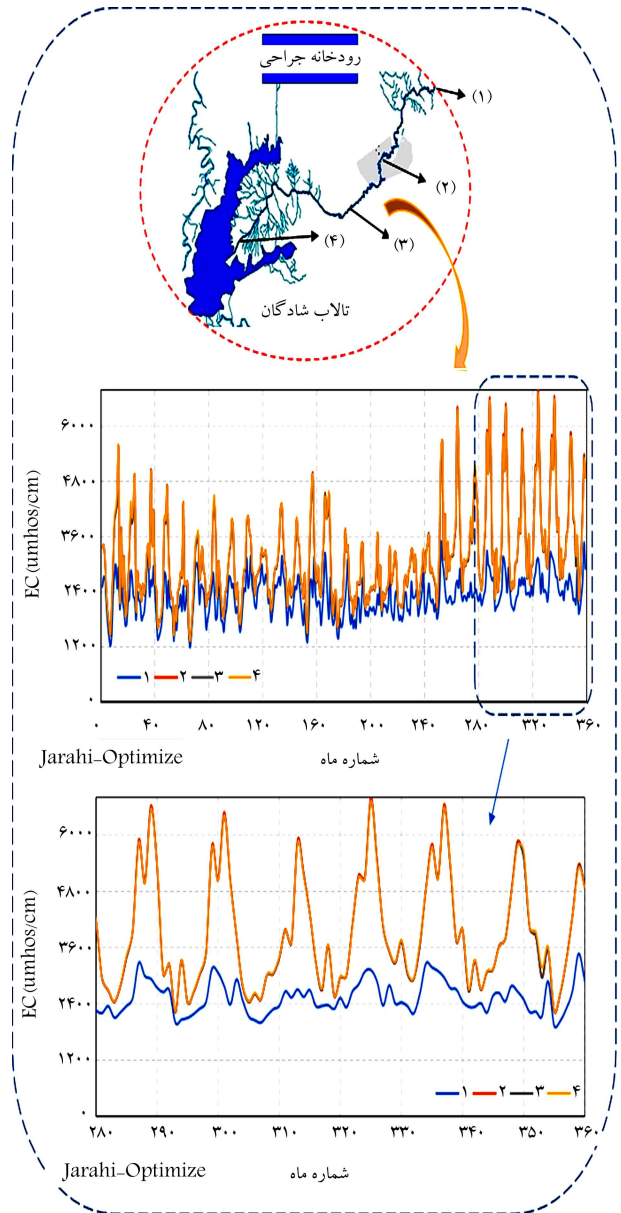 رودخانه جراحی
(۱)
(۲)
(۳)
(۴)
تالاب شادگان
EC(umhos/cm)
۶۰۰۰
۴۸۰۰
۳۶۰۰
۲۴۰۰
۱۲۰۰
۰
۱ ۲ ۳ ۴
۰ ۴۰ ۸۰ ۱۲۰ ۱۶۰ ۲۰۰ ۲۴۰ ۲۸۰ ۳۲۰ ۳۶۰
Jarahi-Optimize شماره ماه
EC(umhos/cm)
۶۰۰۰
۴۸۰۰
۳۶۰۰
۲۴۰۰
۱۲۰۰
۰
۱ ۲ ۳ ۴
۲۸۰ ۲۹۰ ۳۰۰ ۳۱۰ ۳۲۰ ۳۳۰ ۳۴۰ ۳۵۰ ۳۶۰
Jarahi-Optimize شماره ماه